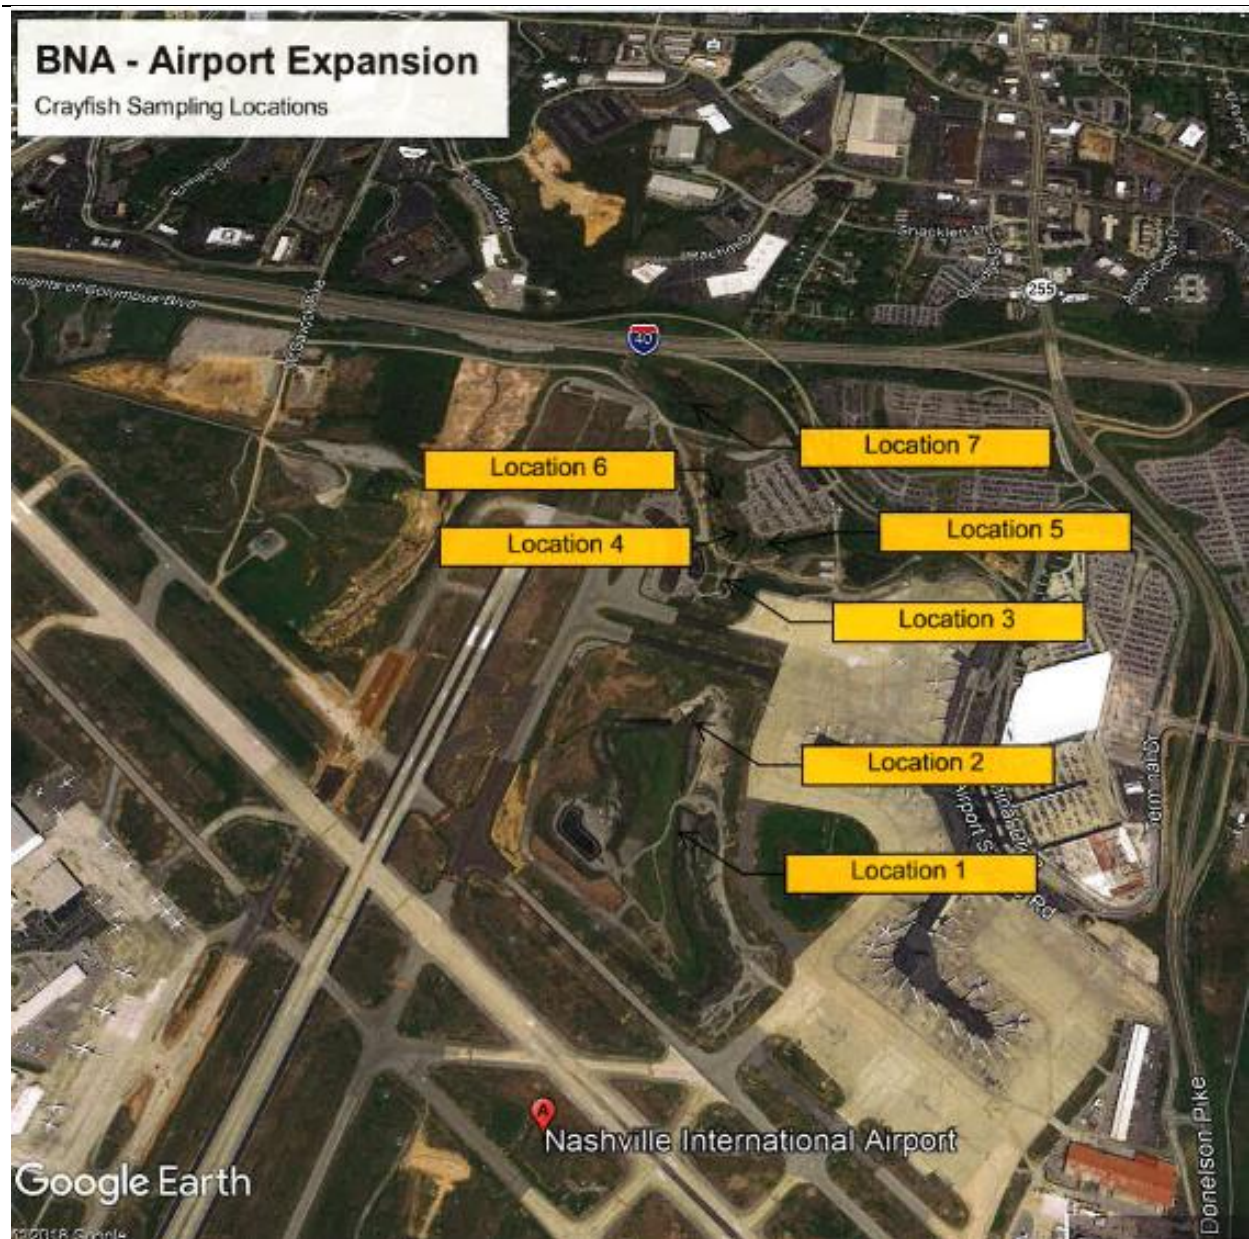 BNA - Airport Expansion
Crayfish Sampling Locations
255
40
Location 7
Location 6
Location 5
Location 4
Location 3
Location 2
Location 1
Nashville International Airport
A
Donelson Pike
Google Earth